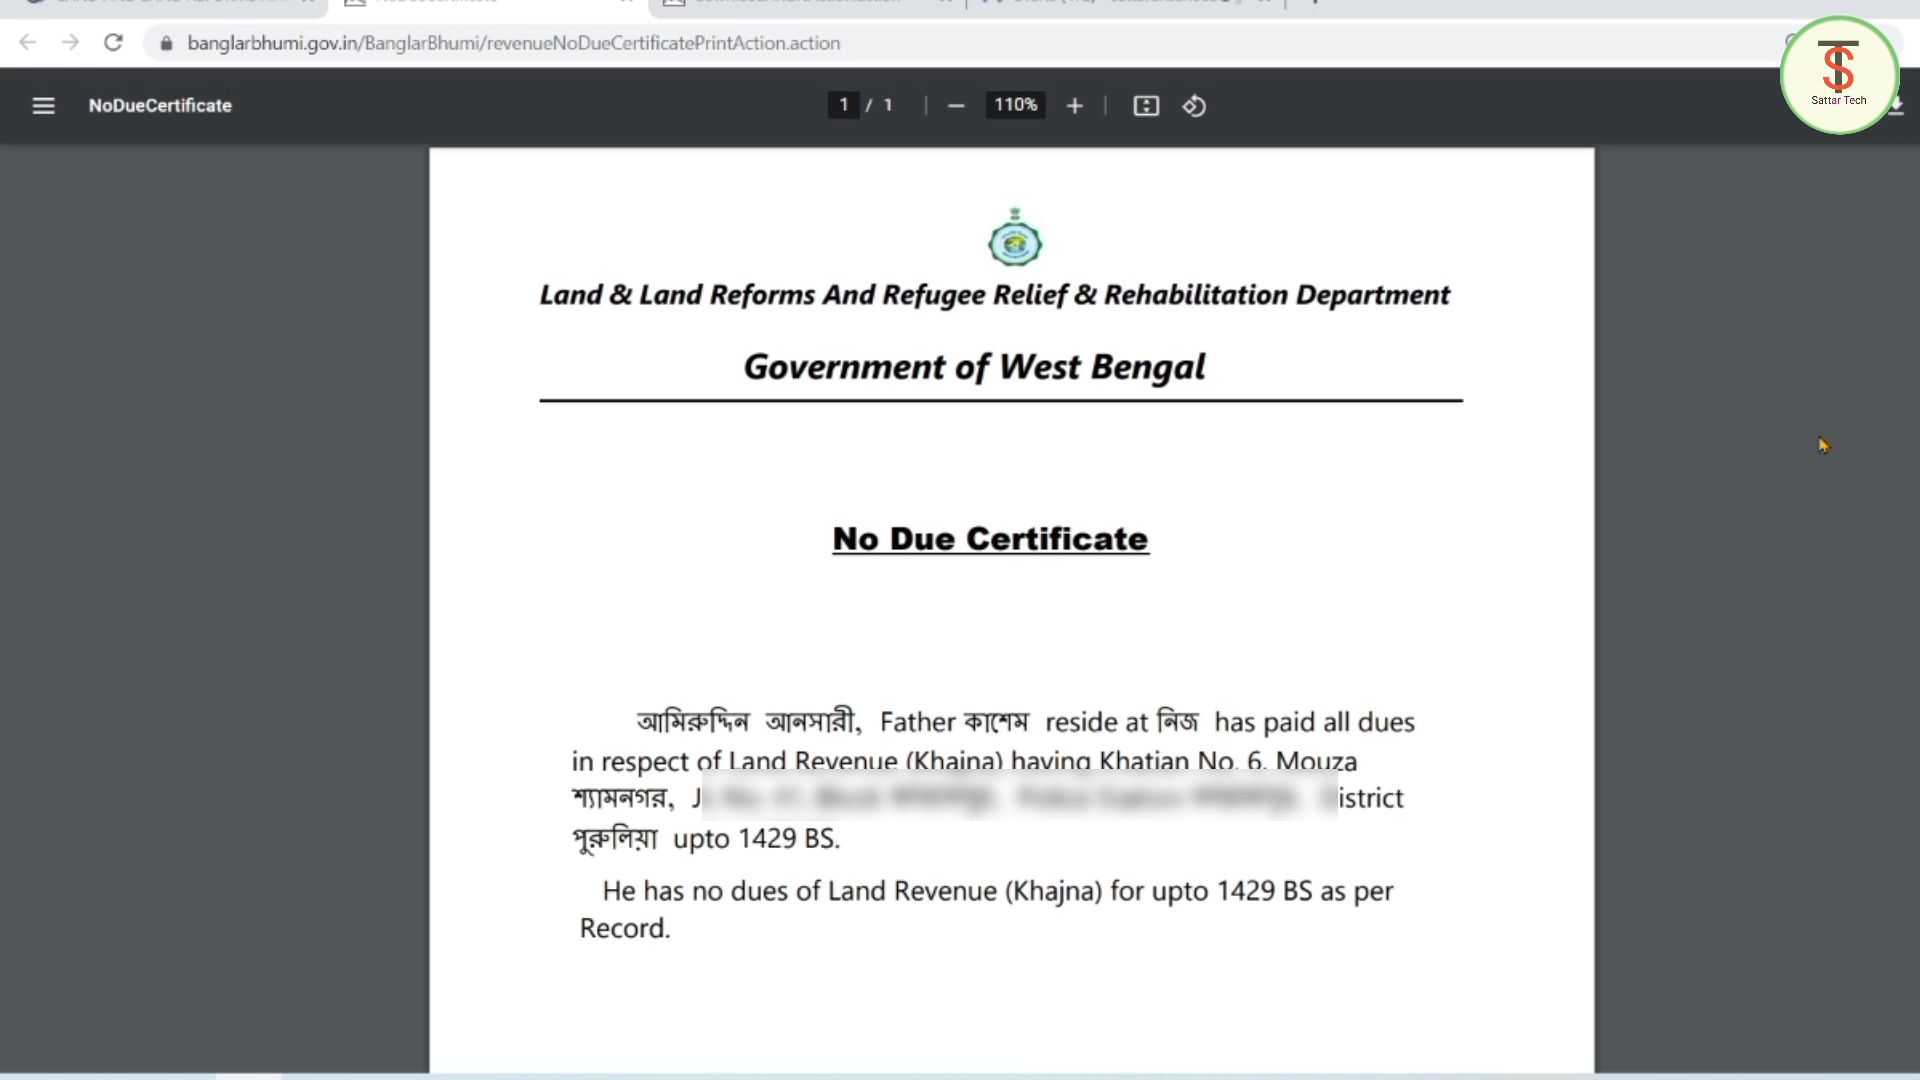 banglarbhumi.gov.in/BanglarBhumi/revenueNoDueCertificatePrintAction.action
Sattar Tech
NoDueCertificate
1 / 1
110%
Land & Land Reforms And Refugee Relief & Rehabilitation Department
Government of West Bengal
No Due Certificate
আমিরুদ্দিন আনসারী, Father কাশেম reside at নিজ has paid all dues
in respect of Land Revenue (Khajna) having Khatian No. 6, Mouza
শ্যামনগর, J istrict
পুরুলিয়া upto 1429 BS.
He has no dues of Land Revenue (Khajna) for upto 1429 BS as per
Record.